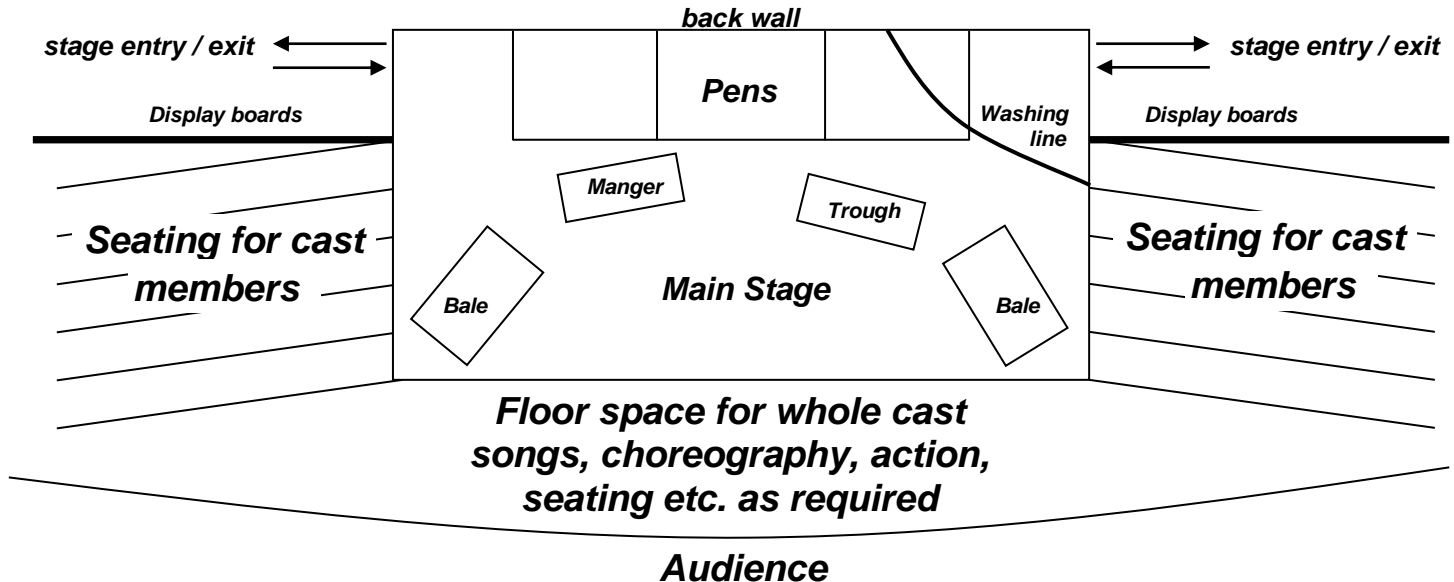 back wall
stage entry / exit
stage entry / exit
Pens
Display boards
Washing
line
Display boards
Manger
Trough
Seating for cast
members
Seating for cast
members
Main Stage
Bale
Bale
Floor space for whole cast
songs, choreography, action,
seating etc. as required
Audience